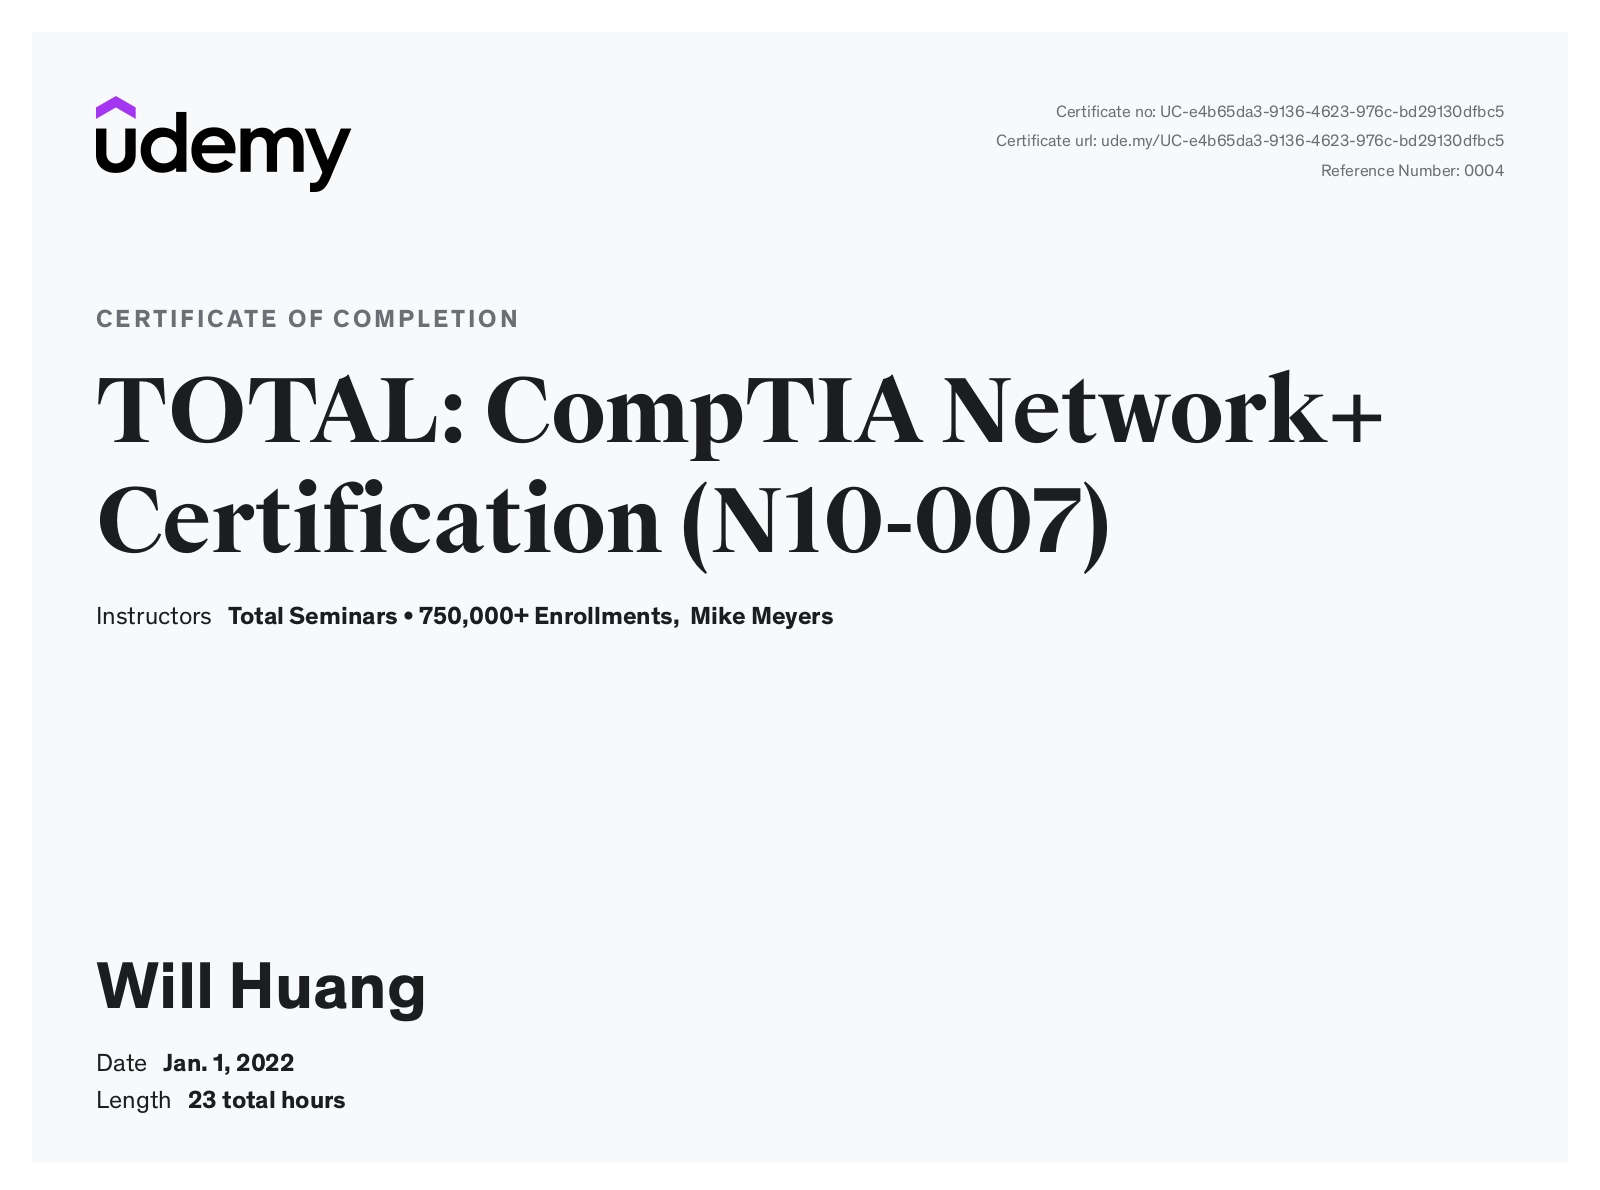 udemy
Certificate no: UC-e4b65da3-9136-4623-976c-bd29130dfbc5
Certificate url: ude.my/UC-e4b65da3-9136-4623-976c-bd29130dfbc5
Reference Number: 0004
CERTIFICATE OF COMPLETION
TOTAL: CompTIA Network+
Certification (N10-007)
Instructors Total Seminars • 750,000+ Enrollments, Mike Meyers
Will Huang
Date Jan. 1, 2022
Length 23 total hours